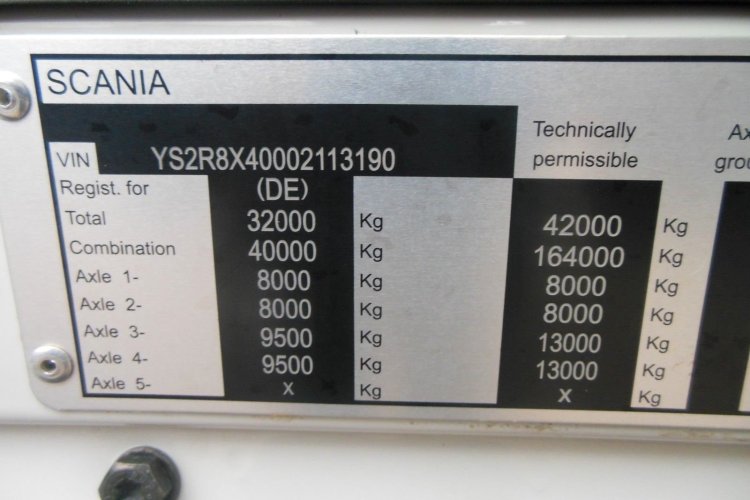 SCANIA
Technically permissible
Ax
grou
VIN YS2R8X40002113190
Regist. for (DE)
Total 32000 Kg 42000 Kg
Combination 40000 Kg 164000 Kg
Axle 1- 8000 Kg 8000 Kg
Axle 2- 8000 Kg 8000 Kg
Axle 3- 9500 Kg 13000 Kg
Axle 4- 9500 Kg 13000 Kg
Axle 5- x Kg x Kg